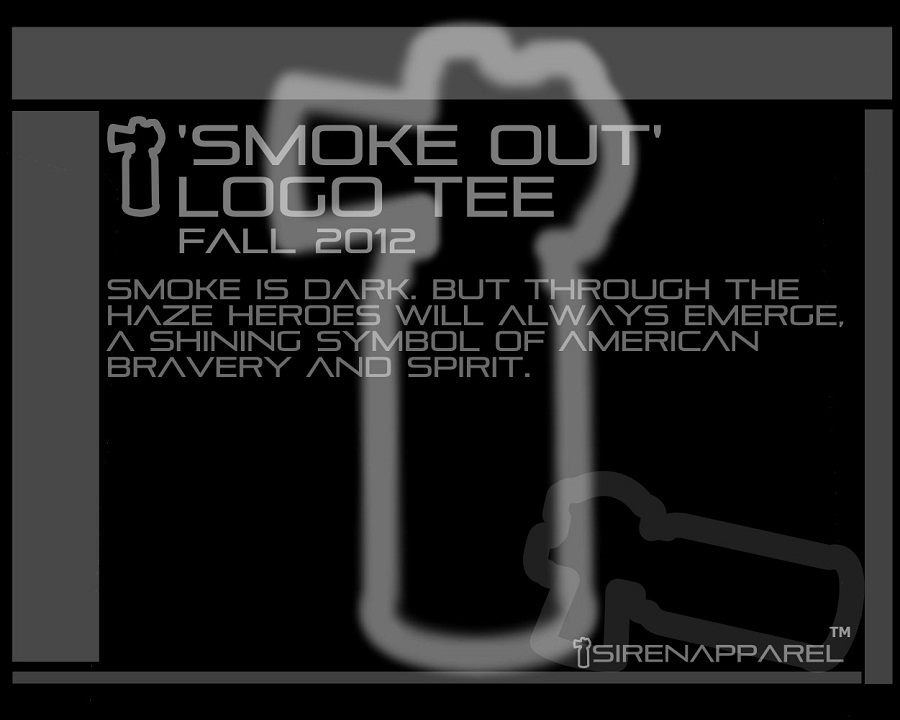 'SMOKE OUT'
LOGO TEE
FALL 2012
SMOKE IS DARK. BUT THROUGH THE
HAZE HEROES WILL ALWAYS EMERGE,
A SHINING SYMBOL OF AMERICAN
BRAVERY AND SPIRIT.
SIRENAPPAREL™